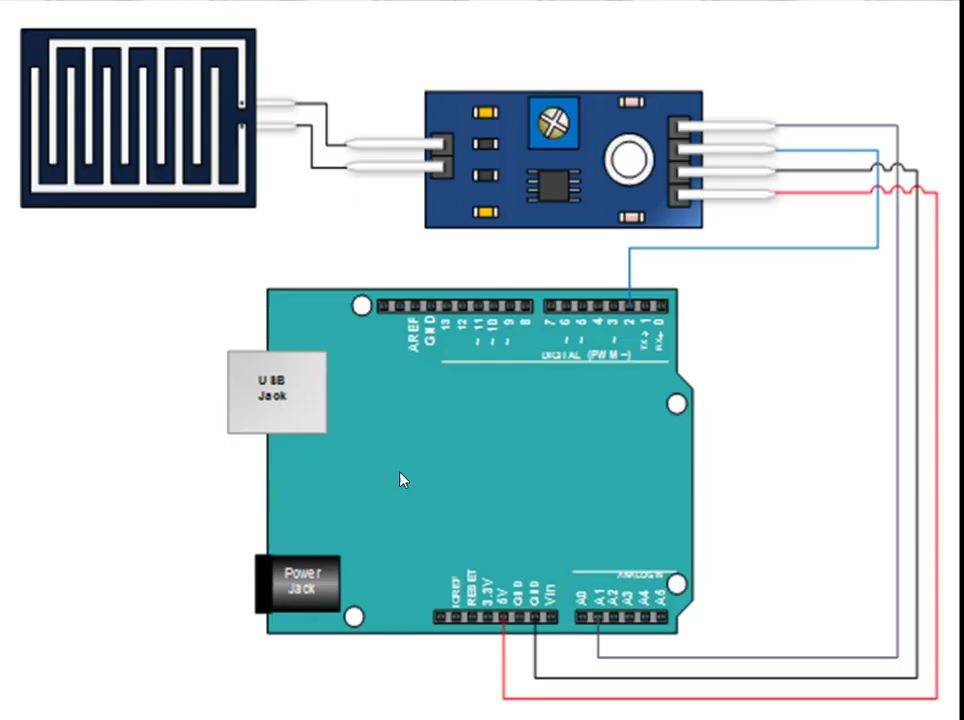 AREF
GND
13
12
~ 11
~ 10
~ 9
8
7
~ 6
~ 5
4
~ 3
2
TX 1
RX 0
DIGITAL (PWM ~)
USB
Jack
Power
Jack
IOREF
RESET
3.3V
5V
GND
GND
Vin
ANALOG IN
A0
A1
A2
A3
A4
A5